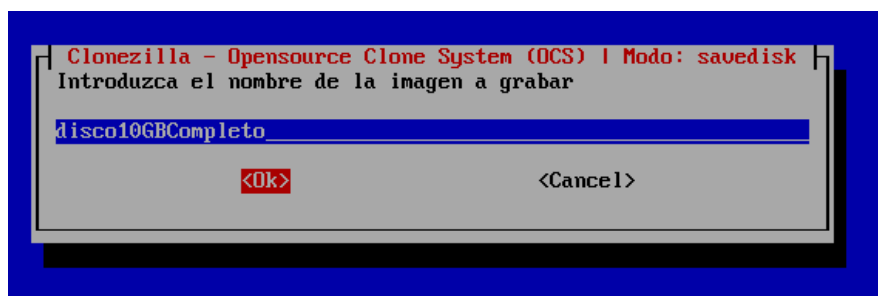 Clonezilla - Opensource Clone System (OCS) | Modo: savedisk
Introduzca el nombre de la imagen a grabar
disco10GBCompleto
<Ok> <Cancel>